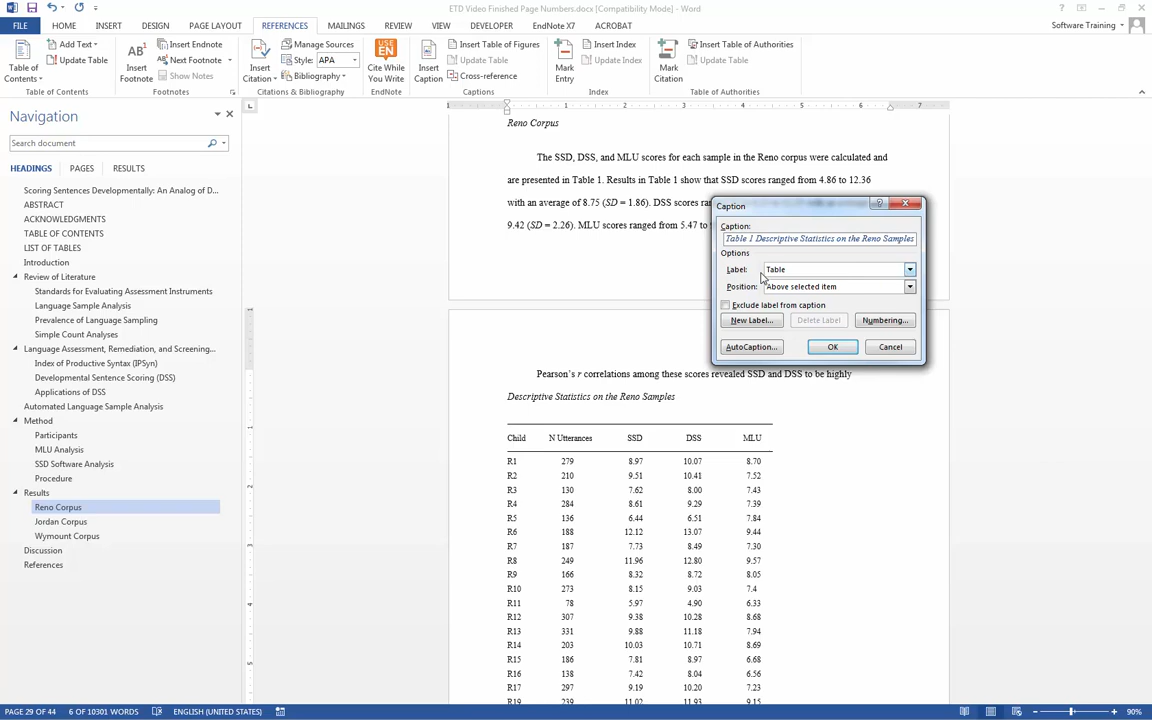 ETD Video Finished Page Numbers.docx [Compatibility Mode] - Word
FILE HOME INSERT DESIGN PAGE LAYOUT REFERENCES MAILINGS REVIEW VIEW DEVELOPER EndNote X7 ACROBAT Software Training
Table of Contents
Add Text
Update Table
Table of Contents
AB¹
Insert Footnote
Insert Endnote
Next Footnote
Show Notes
Footnotes
Insert Citation
Manage Sources
Style: APA
Bibliography
Citations & Bibliography
USE EN
Cite While You Write
EndNote
Insert Caption
Insert Table of Figures
Update Table
Cross-reference
Captions
Mark Entry
Insert Index
Update Index
Index
Mark Citation
Insert Table of Authorities
Update Table
Table of Authorities
Navigation
Search document
HEADINGS PAGES RESULTS
Scoring Sentences Developmentally: An Analog of D...
ABSTRACT
ACKNOWLEDGMENTS
TABLE OF CONTENTS
LIST OF TABLES
Introduction
Review of Literature
Standards for Evaluating Assessment Instruments
Language Sample Analysis
Prevalence of Language Sampling
Simple Count Analyses
Language Assessment, Remediation, and Screening...
Index of Productive Syntax (IPSyn)
Developmental Sentence Scoring (DSS)
Applications of DSS
Automated Language Sample Analysis
Method
Participants
MLU Analysis
SSD Software Analysis
Procedure
Results
Reno Corpus
Jordan Corpus
Wymount Corpus
Discussion
References
1 1 2 3 4 5 6 7
Reno Corpus
The SSD, DSS, and MLU scores for each sample in the Reno corpus were calculated and
are presented in Table 1. Results in Table 1 show that SSD scores ranged from 4.86 to 12.36
with an average of 8.75 (SD = 1.86). DSS scores
9.42 (SD = 2.26). MLU scores ranged from 5.47 to
Caption
Caption:
Table 1 Descriptive Statistics on the Reno Samples
Options
Label: Table
Position: Above selected item
Exclude label from caption
New Label... Delete Label Numbering...
AutoCaption... OK Cancel
Pearson's r correlations among these scores revealed SSD and DSS to be highly
Descriptive Statistics on the Reno Samples
Child N Utterances SSD DSS MLU
R1 279 8.97 10.07 8.70
R2 210 9.51 10.41 7.52
R3 130 7.62 8.00 7.43
R4 284 8.61 9.29 7.39
R5 136 6.44 6.51 7.84
R6 188 12.12 13.07 9.44
R7 187 7.73 8.49 7.30
R8 249 11.96 12.80 9.57
R9 166 8.32 8.72 8.05
R10 273 8.15 9.03 7.4
R11 78 5.97 4.90 6.33
R12 307 9.38 10.28 8.68
R13 331 9.88 11.18 7.94
R14 203 10.03 10.71 8.69
R15 186 7.81 8.97 6.68
R16 138 7.42 8.04 6.56
R17 297 9.19 10.20 7.23
PAGE 29 OF 44 6 OF 10301 WORDS ENGLISH (UNITED STATES) 90%